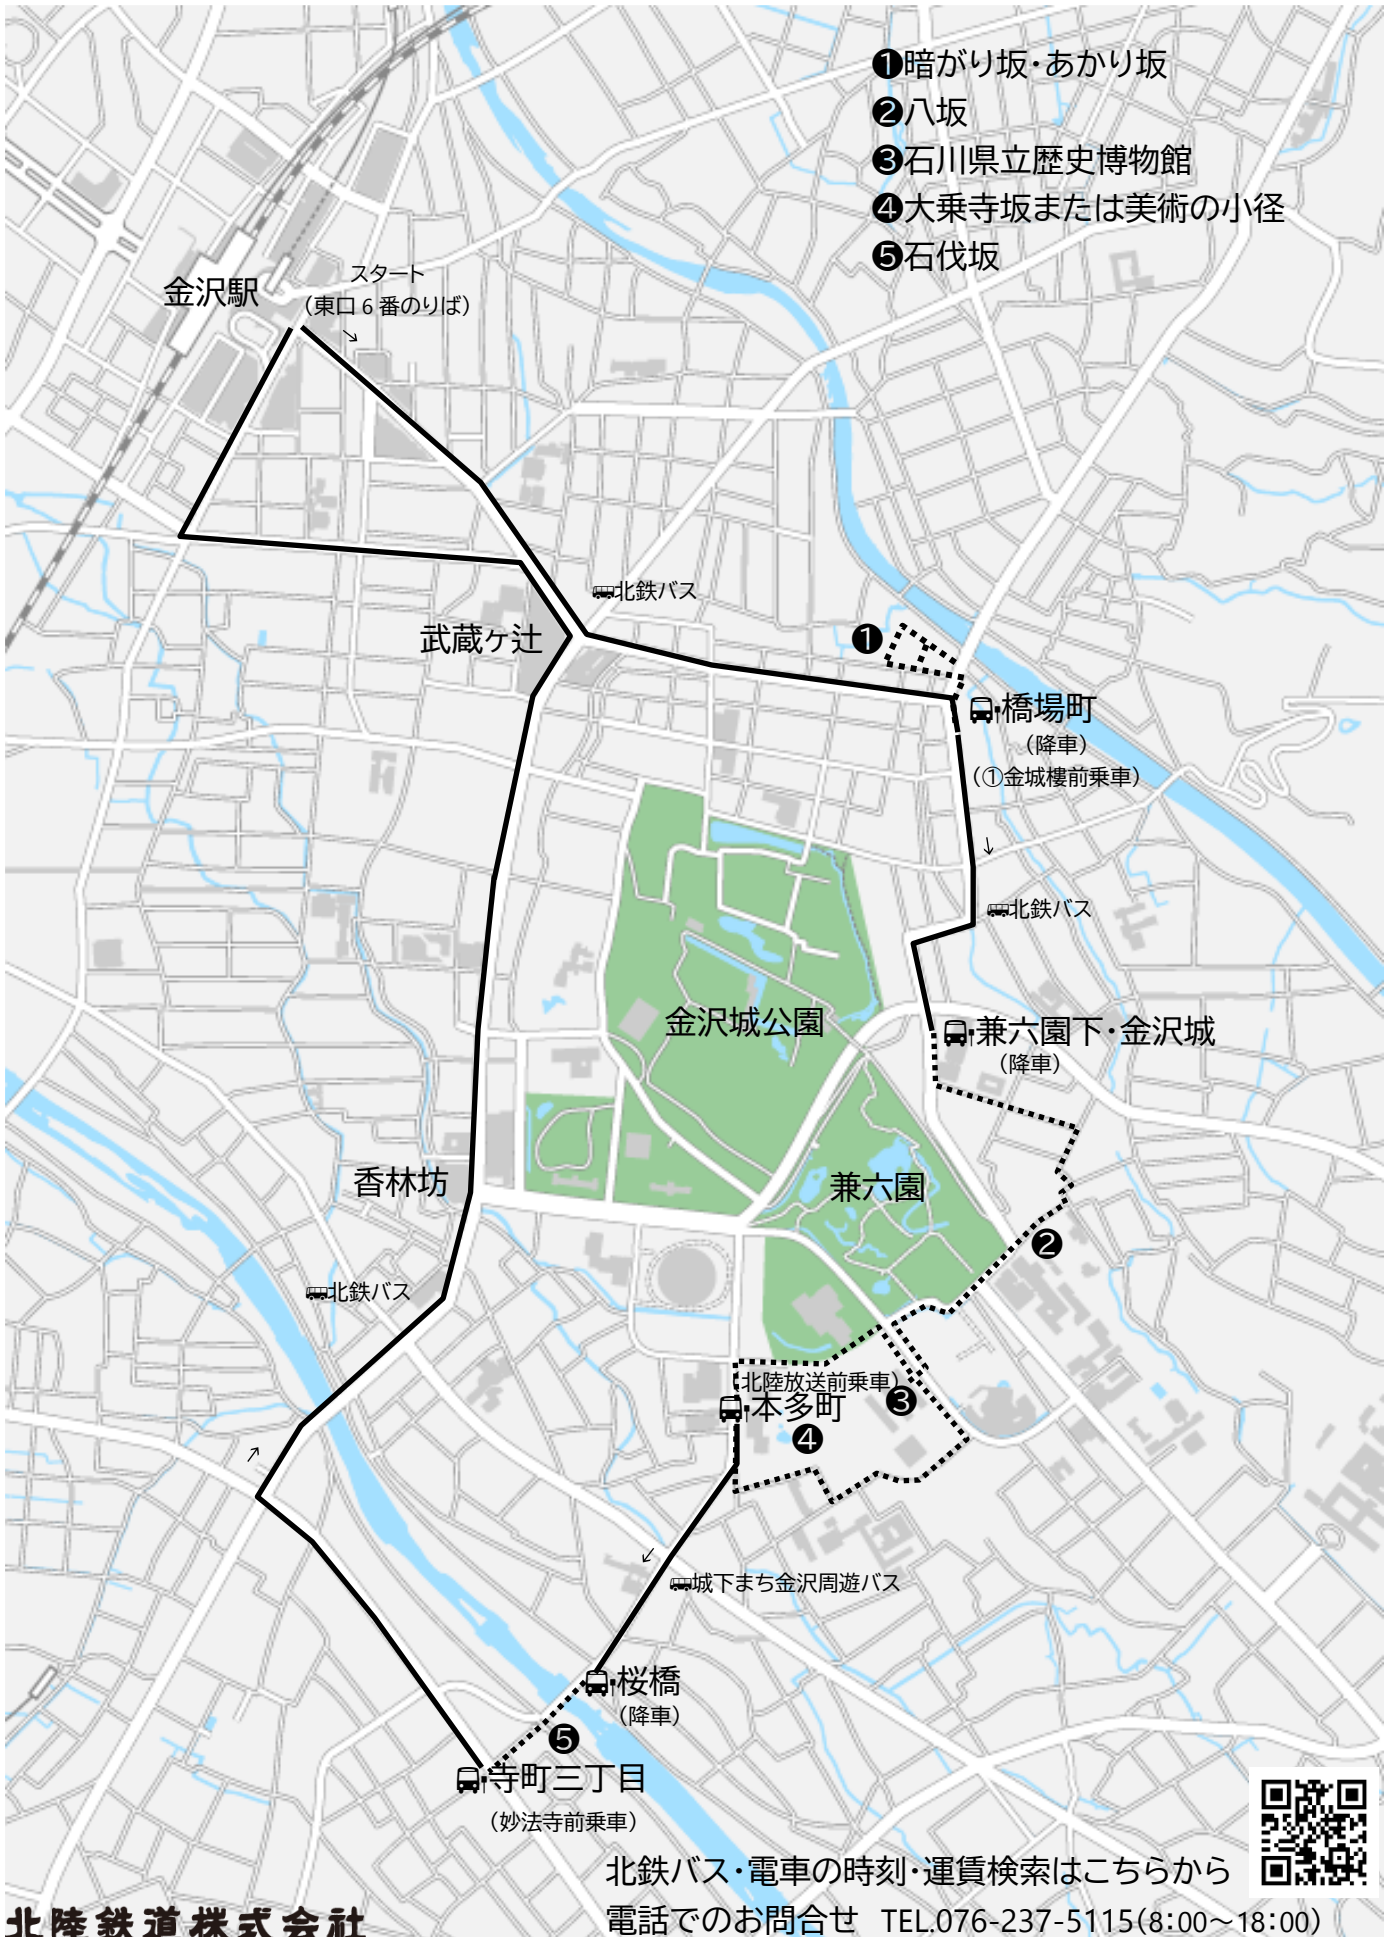 ❶暗がり坂・あかり坂
❷八坂
❸石川県立歴史博物館
❹大乗寺坂または美術の小径
❺石伐坂
金沢駅
スタート
（東口６番のりば）
↘
北鉄バス
武蔵ヶ辻
❶
橋場町
（降車）
（①金城樓前乗車）
↓
北鉄バス
金沢城公園
兼六園下・金沢城
（降車）
香林坊
兼六園
❷
北鉄バス
北陸放送前乗車）
本多町
❸
❹
↗
↙
城下まち金沢周遊バス
桜橋
（降車）
❺
寺町三丁目
（妙法寺前乗車）
北鉄バス・電車の時刻・運賃検索はこちらから
電話でのお問合せ TEL.076-237-5115(8:00～18:00)
北陸鉄道株式会社